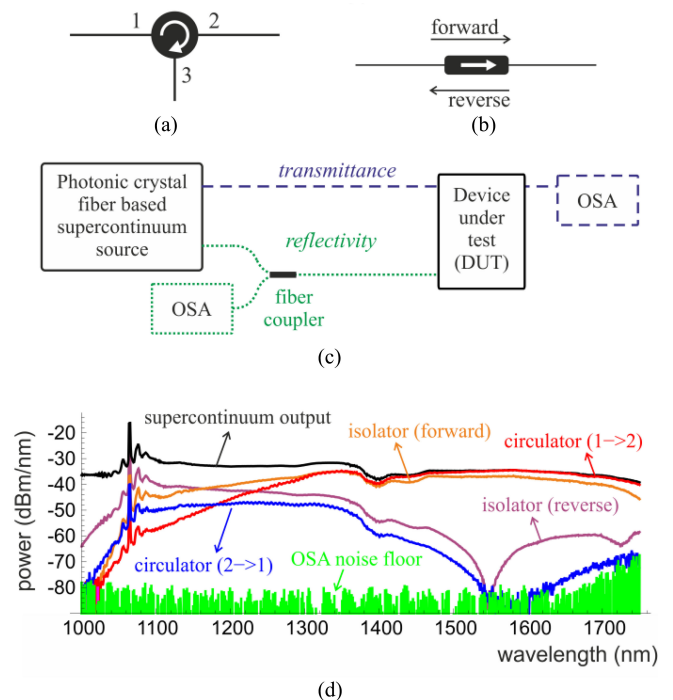 1 2
3
(a)
forward
reverse
(b)
Photonic crystal
fiber based
supercontinuum
source
transmittance
reflectivity
Device
under
test
(DUT)
OSA
OSA
fiber
coupler
(c)
power (dBm/nm)
-20
-30
-40
-50
-60
-70
-80
supercontinuum output
isolator (forward)
circulator (1->2)
isolator (reverse)
circulator (2->1)
OSA noise floor
1000 1100 1200 1300 1400 1500 1600 1700
wavelength (nm)
(d)